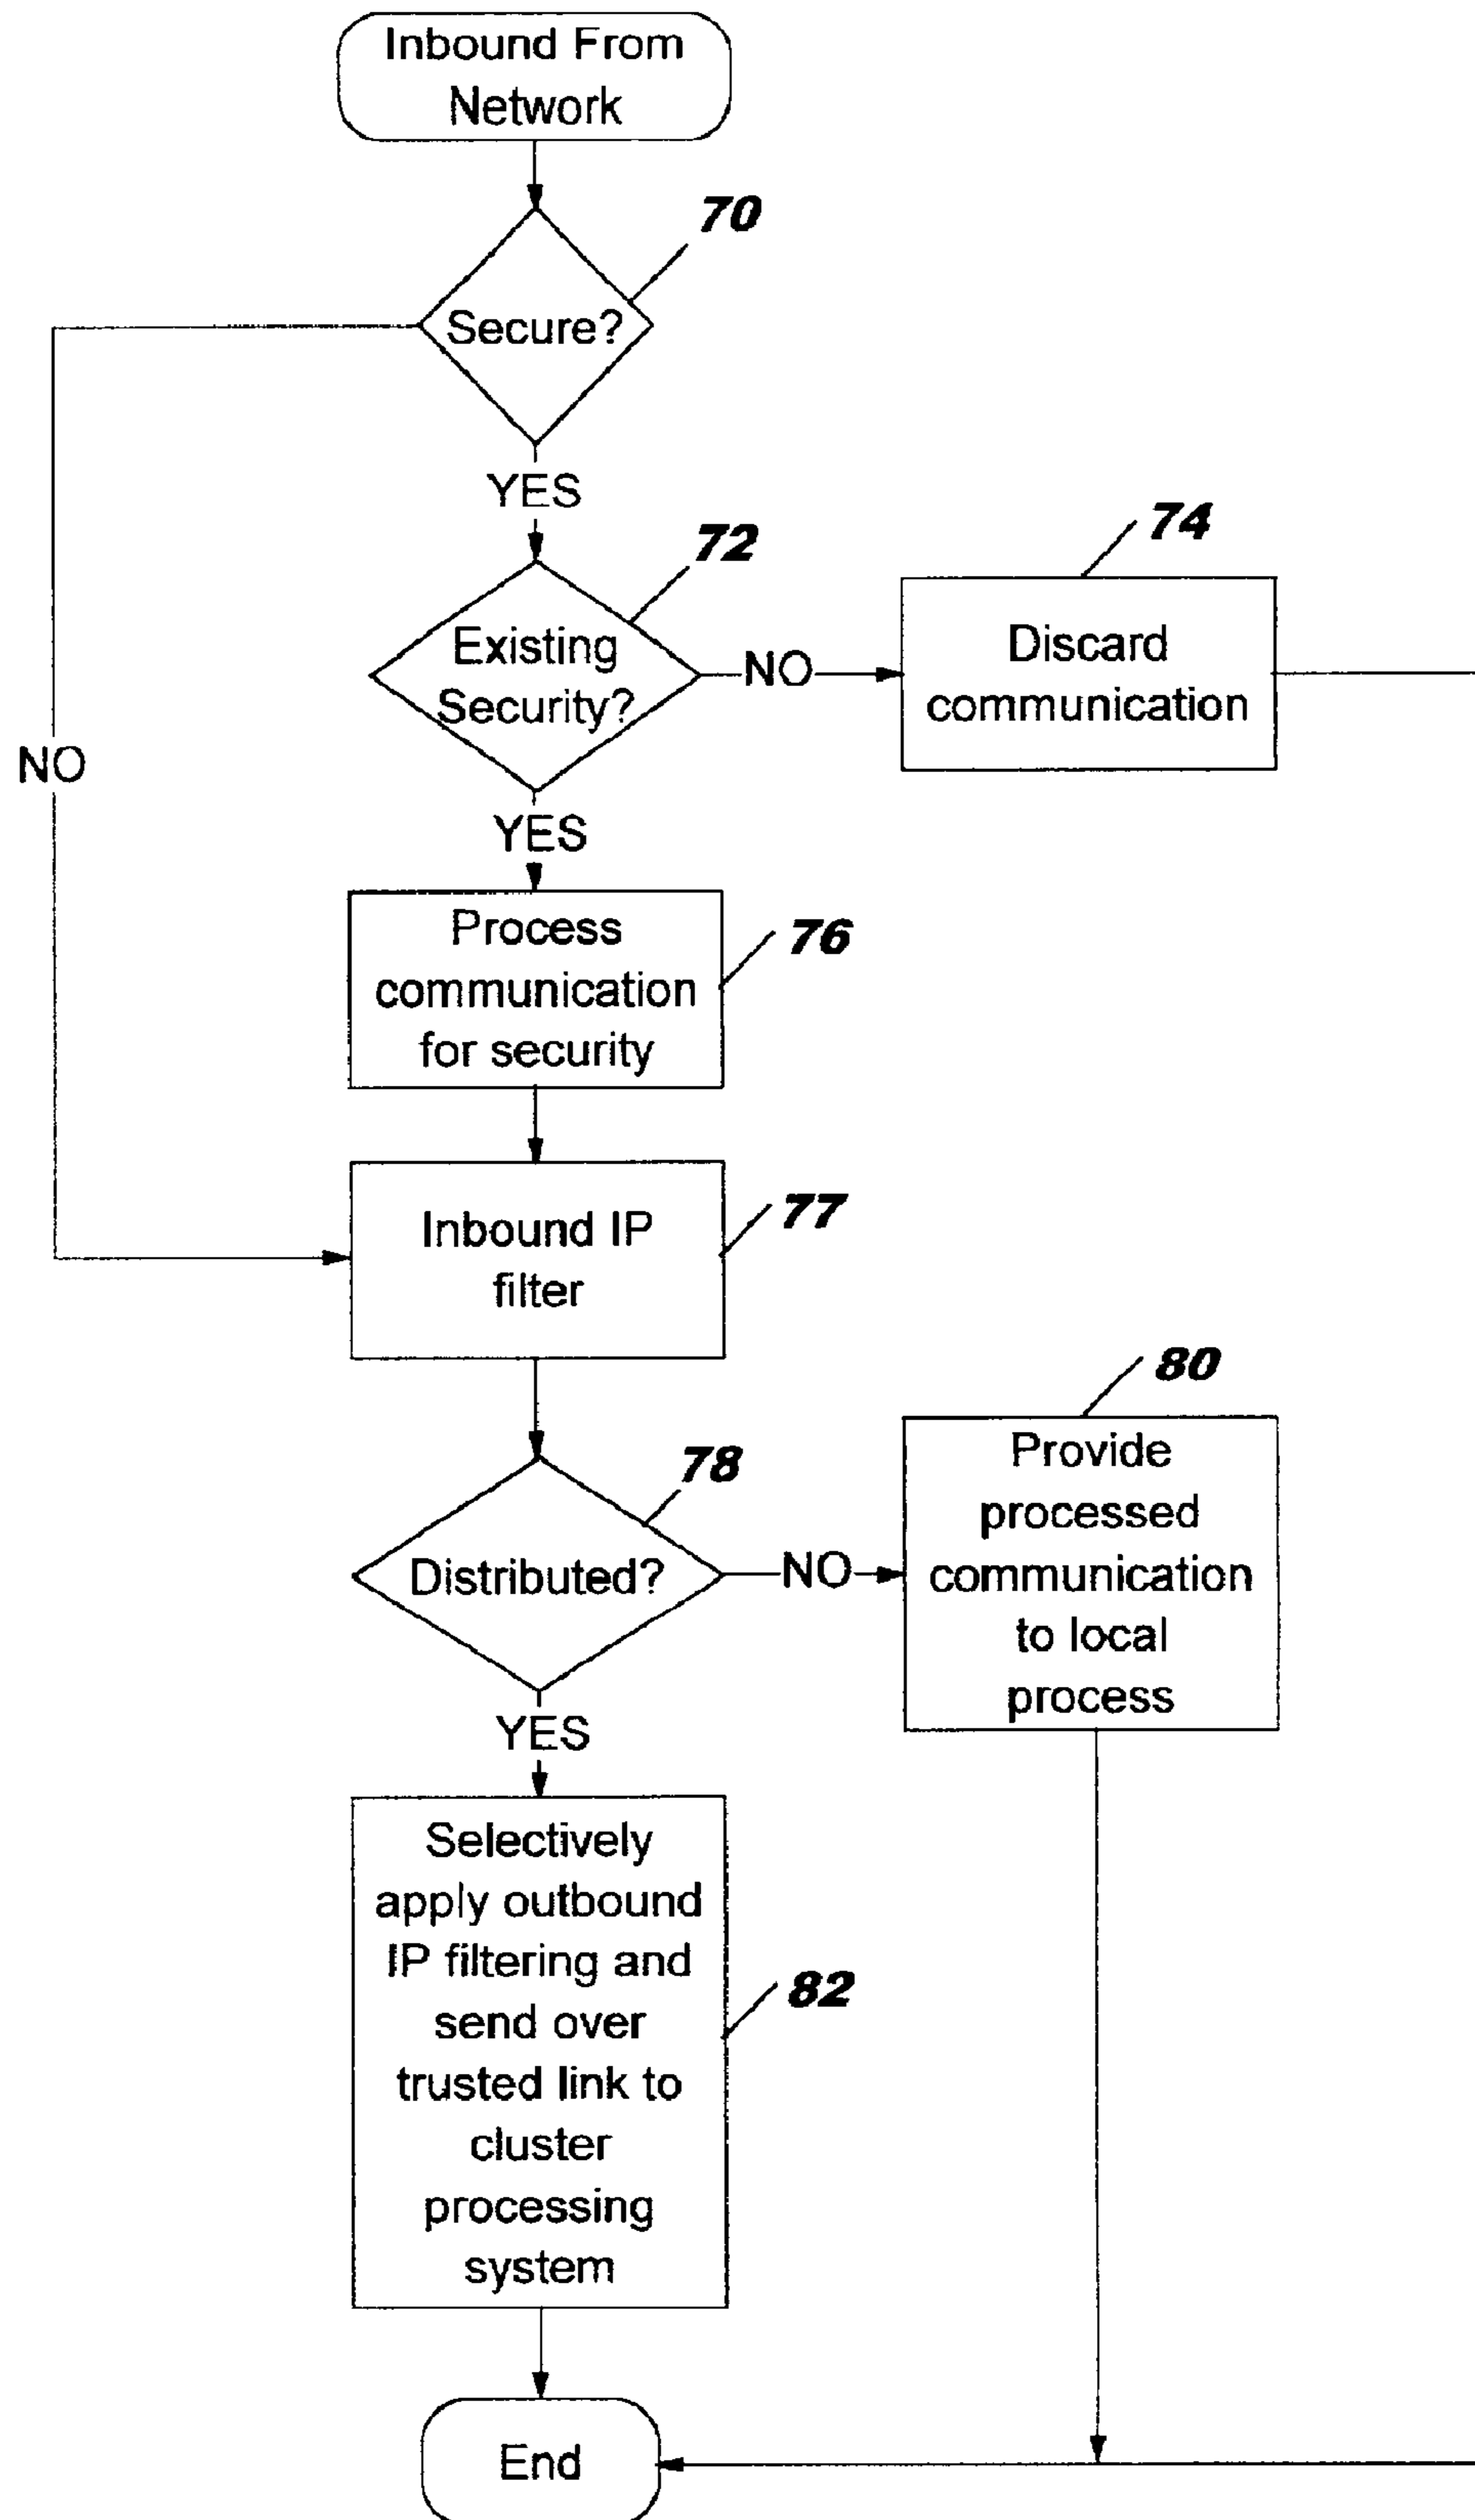 Inbound From
Network
70
Secure?
YES
72
Existing
Security?
NO
74
Discard
communication
NO
YES
Process
communication
for security
76
Inbound IP
filter
77
78
Distributed?
NO
80
Provide
processed
communication
to local
process
YES
Selectively
apply outbound
IP filtering and
send over
trusted link to
cluster
processing
system
82
End